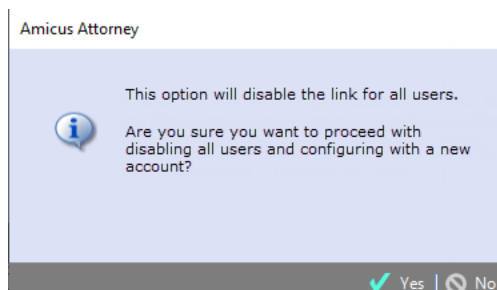 Amicus Attorney
This option will disable the link for all users.
Are you sure you want to proceed with
disabling all users and configuring with a new
account?
Yes | No